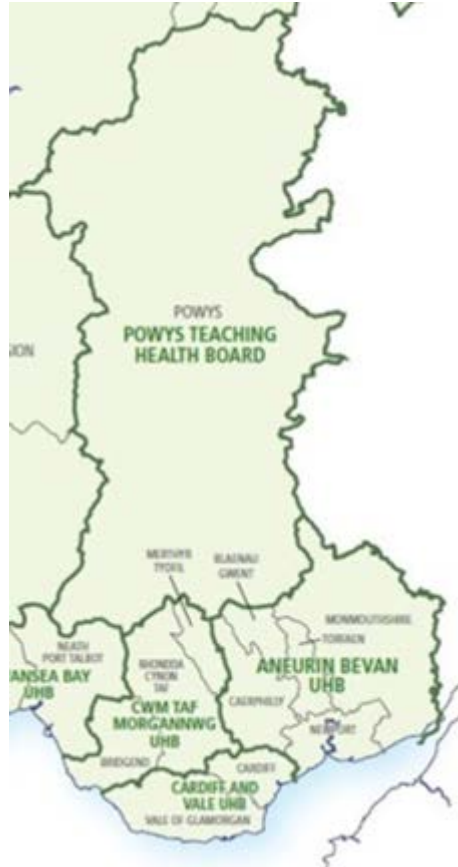 POWYS
POWYS TEACHING
HEALTH BOARD
ION
MERTHYR
TYDFIL
BLAENAU
GWENT
MONMOUTHSHIRE
TORFAEN
NEATH
PORT TALBOT
ANSEA BAY
UHB
RHONDDA
CYNON
TAF
ANEURIN BEVAN
UHB
CAERPHILLY
CWM TAF
MORGANNWG
UHB
NEWPORT
BRIDGEND
CARDIFF
CARDIFF AND
VALE UHB
VALE OF GLAMORGAN